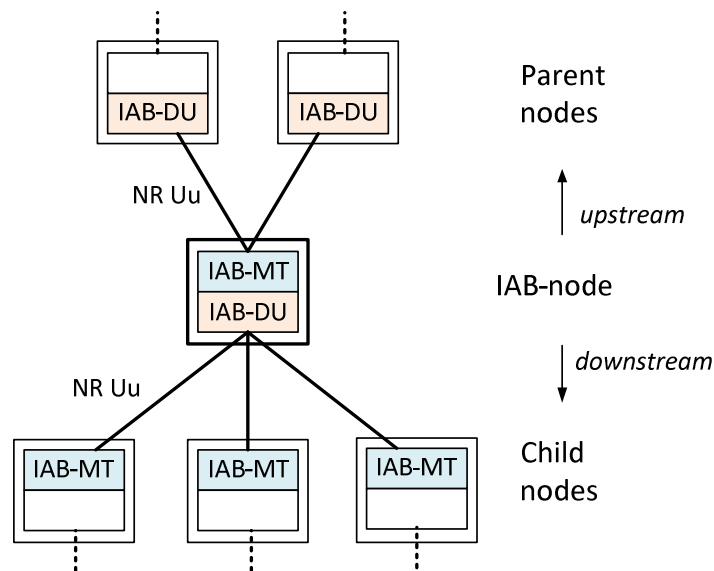 IAB-DU
IAB-DU
Parent
nodes
NR Uu
upstream
IAB-MT
IAB-DU
IAB-node
downstream
NR Uu
IAB-MT
IAB-MT
IAB-MT
Child
nodes